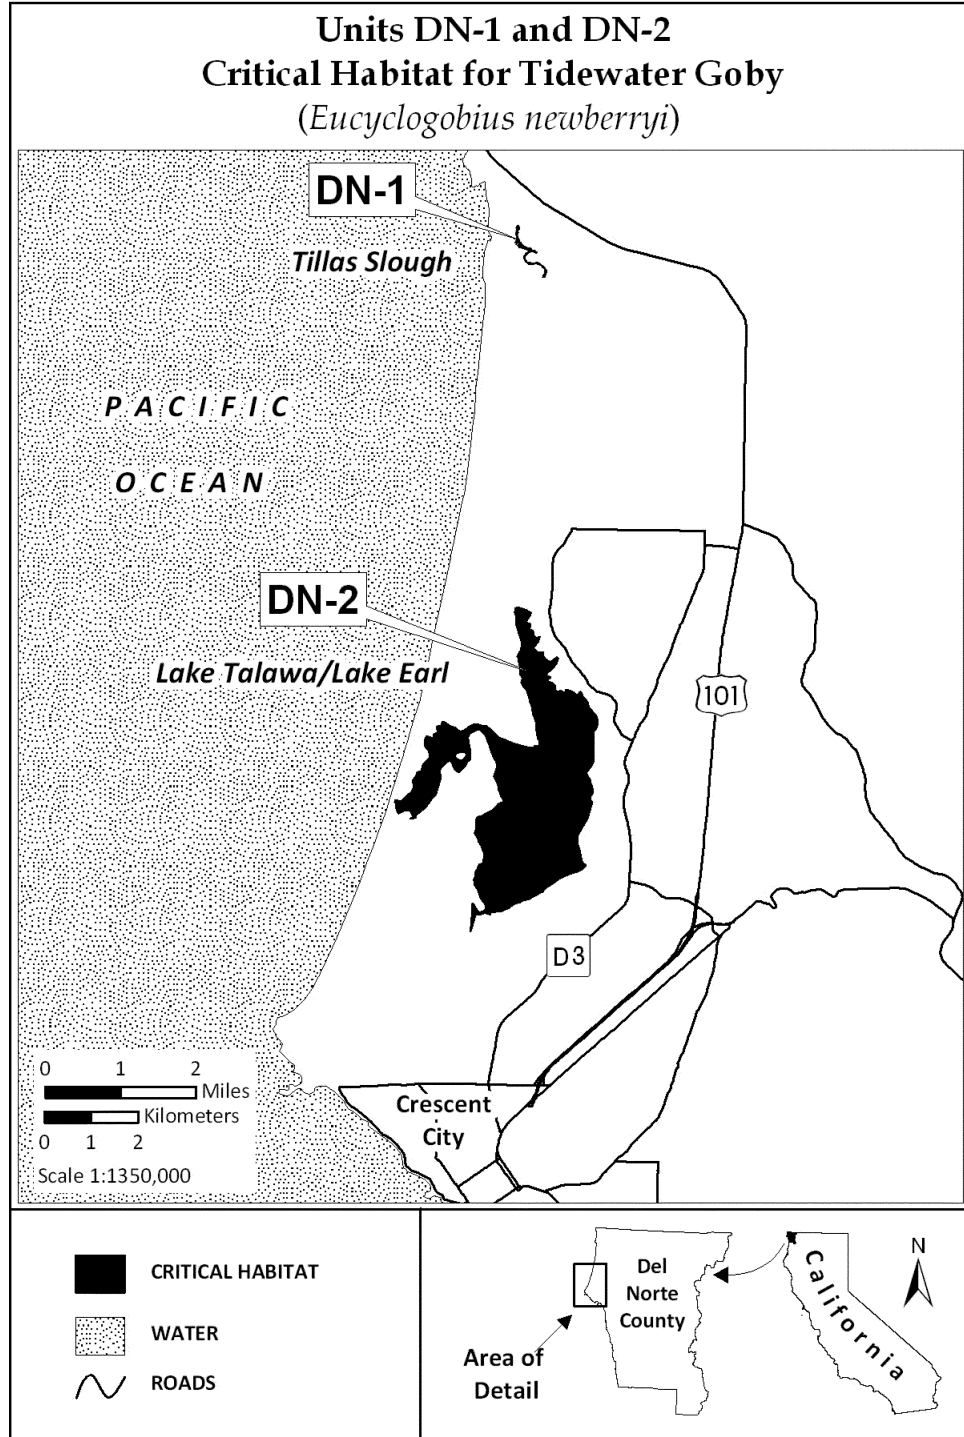 Units DN-1 and DN-2
Critical Habitat for Tidewater Goby
(Eucyclogobius newberryi)
DN-1
Tillas Slough
PACIFIC
OCEAN
DN-2
Lake Talawa/Lake Earl
101
D3
0 1 2
Miles
Kilometers
0 1 2
Scale 1:1350,000
Crescent
City
CRITICAL HABITAT
WATER
ROADS
Del
Norte
County
Area of
Detail
California
N